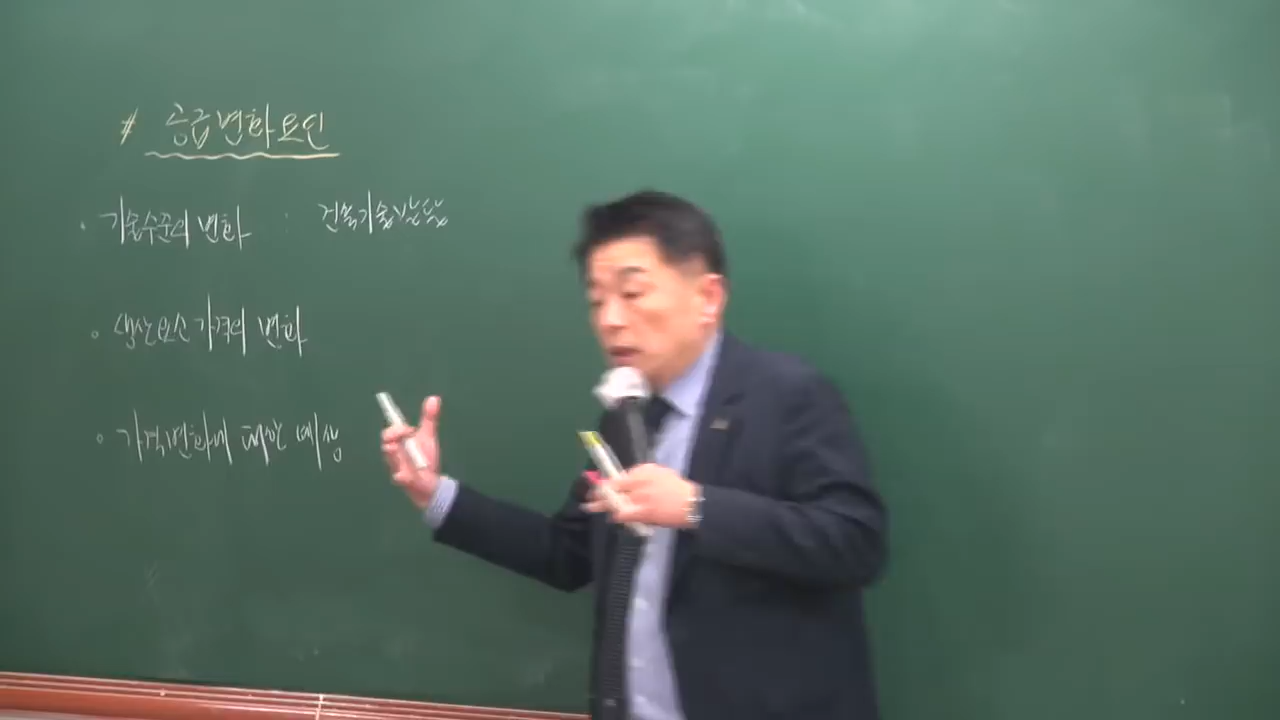 # 공급변화요인
· 기술수준의 변화 : 건축기술발달
· 생산요소 가격의 변화
· 가격변화에 대한 예상